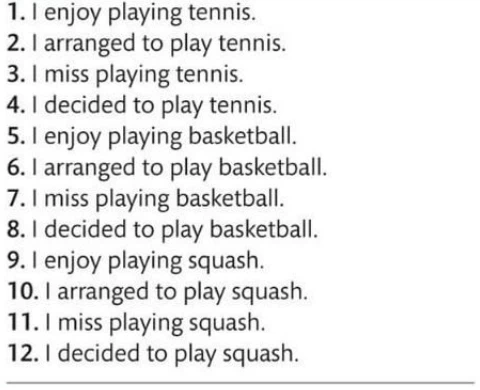 1. I enjoy playing tennis.
2. I arranged to play tennis.
3. I miss playing tennis.
4. I decided to play tennis.
5. I enjoy playing basketball.
6. I arranged to play basketball.
7. I miss playing basketball.
8. I decided to play basketball.
9. I enjoy playing squash.
10. I arranged to play squash.
11. I miss playing squash.
12. I decided to play squash.